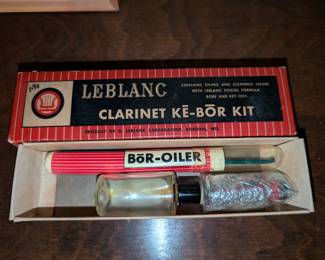 LEBLANC
CONTAINS OILING AND CLEANING SWABS
WITH LEBLANC SPECIAL FORMULA
BORE AND KEY OILS
CLARINET KĒ-BŌR KIT
PRODUCT OF G. LEBLANC CORPORATION, KENOSHA, WIS.
BōR-OILER